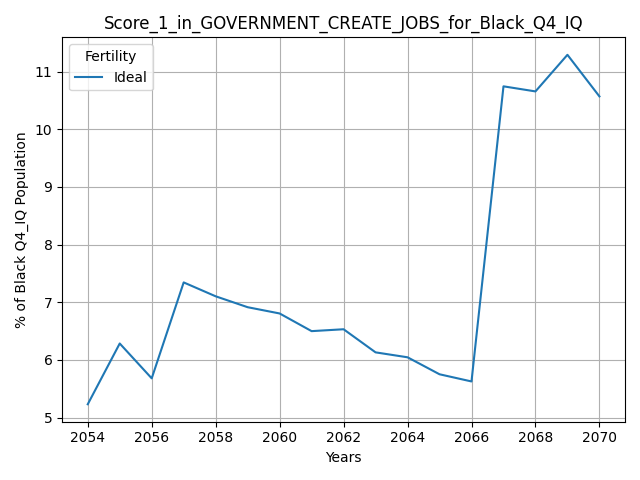 Score_1_in_GOVERNMENT_CREATE_JOBS_for_Black_Q4_IQ
Fertility
Ideal
11
10
9
8
7
6
5
% of Black Q4_IQ Population
2054 2056 2058 2060 2062 2064 2066 2068 2070
Years